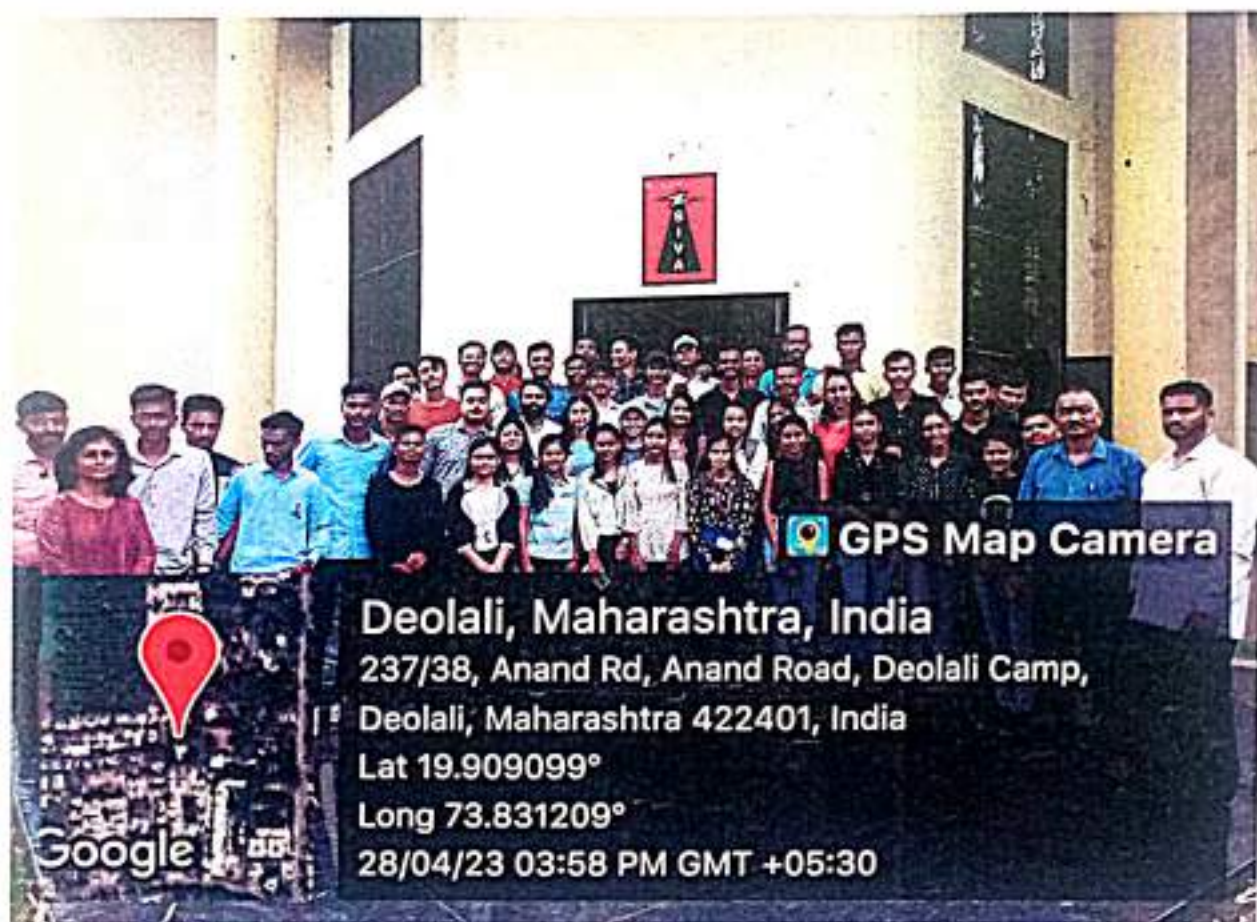 SIVA
GPS Map Camera
Deolali, Maharashtra, India
237/38, Anand Rd, Anand Road, Deolali Camp,
Deolali, Maharashtra 422401, India
Lat 19.909099°
Long 73.831209°
28/04/23 03:58 PM GMT +05:30
Google